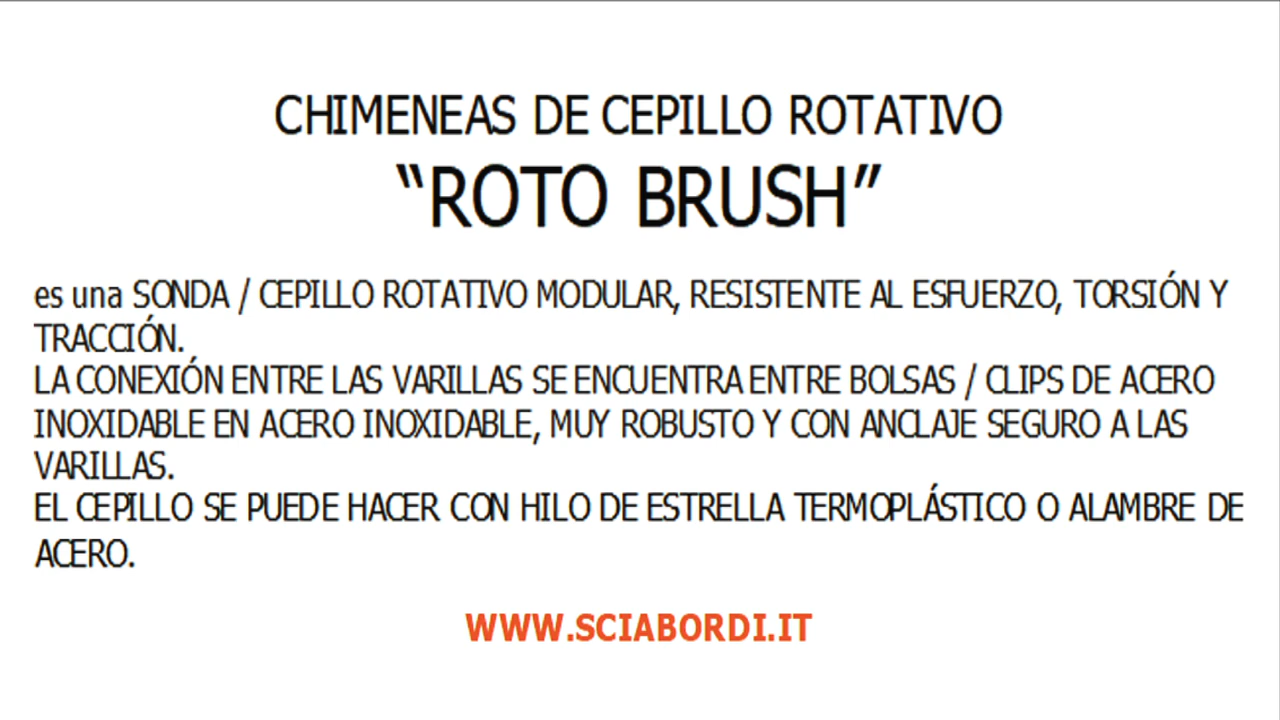 CHIMENEAS DE CEPILLO ROTATIVO
“ROTO BRUSH”
es una SONDA / CEPILLO ROTATIVO MODULAR, RESISTENTE AL ESFUERZO, TORSIÓN Y
TRACCIÓN.
LA CONEXIÓN ENTRE LAS VARILLAS SE ENCUENTRA ENTRE BOLSAS / CLIPS DE ACERO
INOXIDABLE EN ACERO INOXIDABLE, MUY ROBUSTO Y CON ANCLAJE SEGURO A LAS
VARILLAS.
EL CEPILLO SE PUEDE HACER CON HILO DE ESTRELLA TERMOPLÁSTICO O ALAMBRE DE
ACERO.
WWW.SCIABORDI.IT